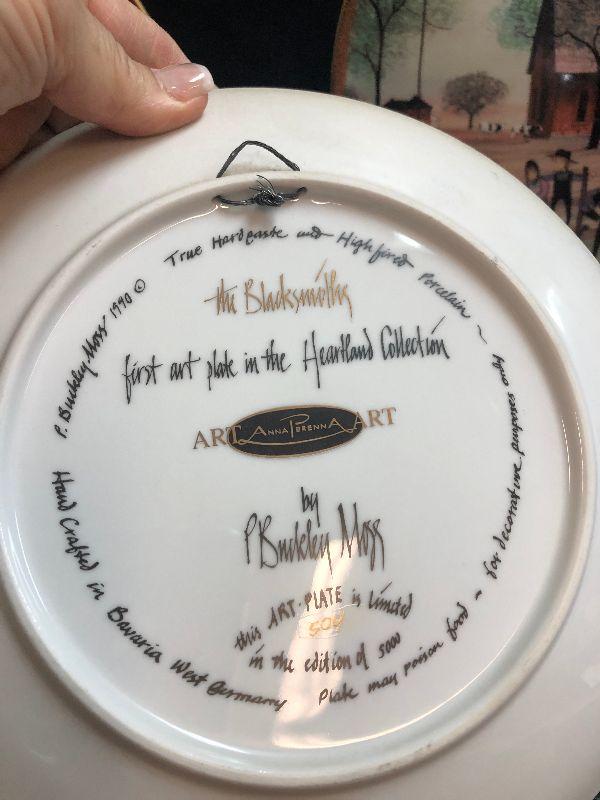 P. Buckley Moss 1990 ©
True Hardpaste and High fired Porcelain ~
for decorative purposes only
~ Plate may poison food
Hand Crafted in Bavaria West Germany
the Blacksmiths
first art plate in the Heartland Collection
ART ANNA PERENNA ART
by
P Buckley Moss
this ART-PLATE is limited
in the edition of 5000